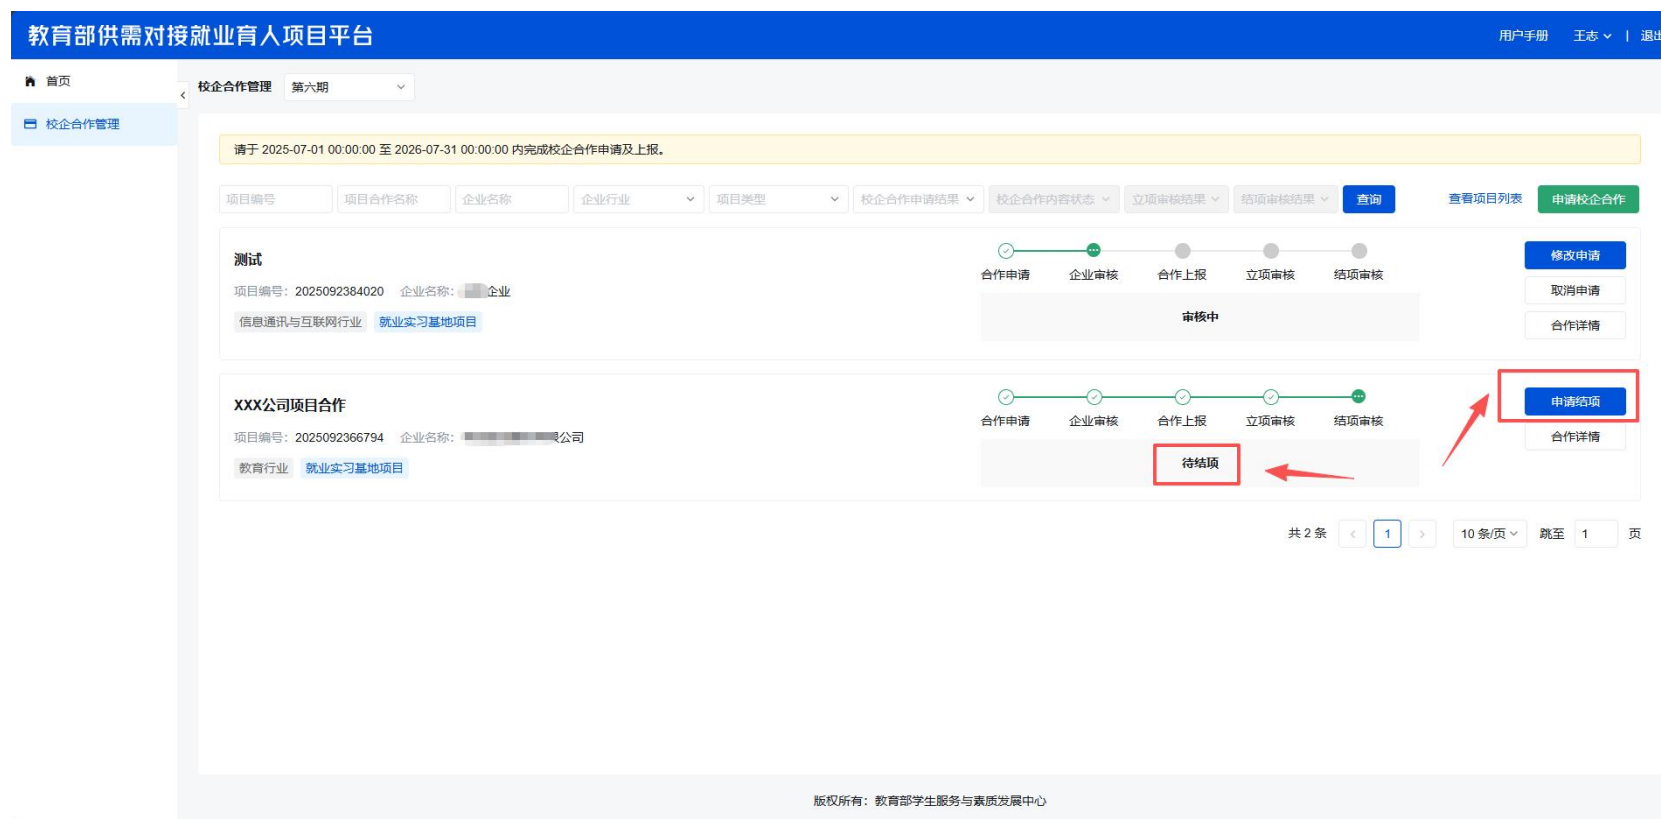 教育部供需对接就业育人项目平台
用户手册 王志 | 退出
首页
校企合作管理
校企合作管理 第六期
请于 2025-07-01 00:00:00 至 2026-07-31 00:00:00 内完成校企合作申请及上报。
项目编号 项目合作名称 企业名称 企业行业 项目类型 校企合作申请结果 校企合作内容状态 立项审核结果 结项审核结果 查询 查看项目列表 申请校企合作
测试
项目编号：2025092384020 企业名称： 企业
信息通讯与互联网行业 就业实习基地项目
合作申请 企业审核 合作上报 立项审核 结项审核
审核中
修改申请
取消申请
合作详情
XXX公司项目合作
项目编号：2025092366794 企业名称： 公司
教育行业 就业实习基地项目
合作申请 企业审核 合作上报 立项审核 结项审核
待结项
申请结项
合作详情
共 2 条 < 1 > 10 条/页 跳至 1 页
版权所有：教育部学生服务与素质发展中心